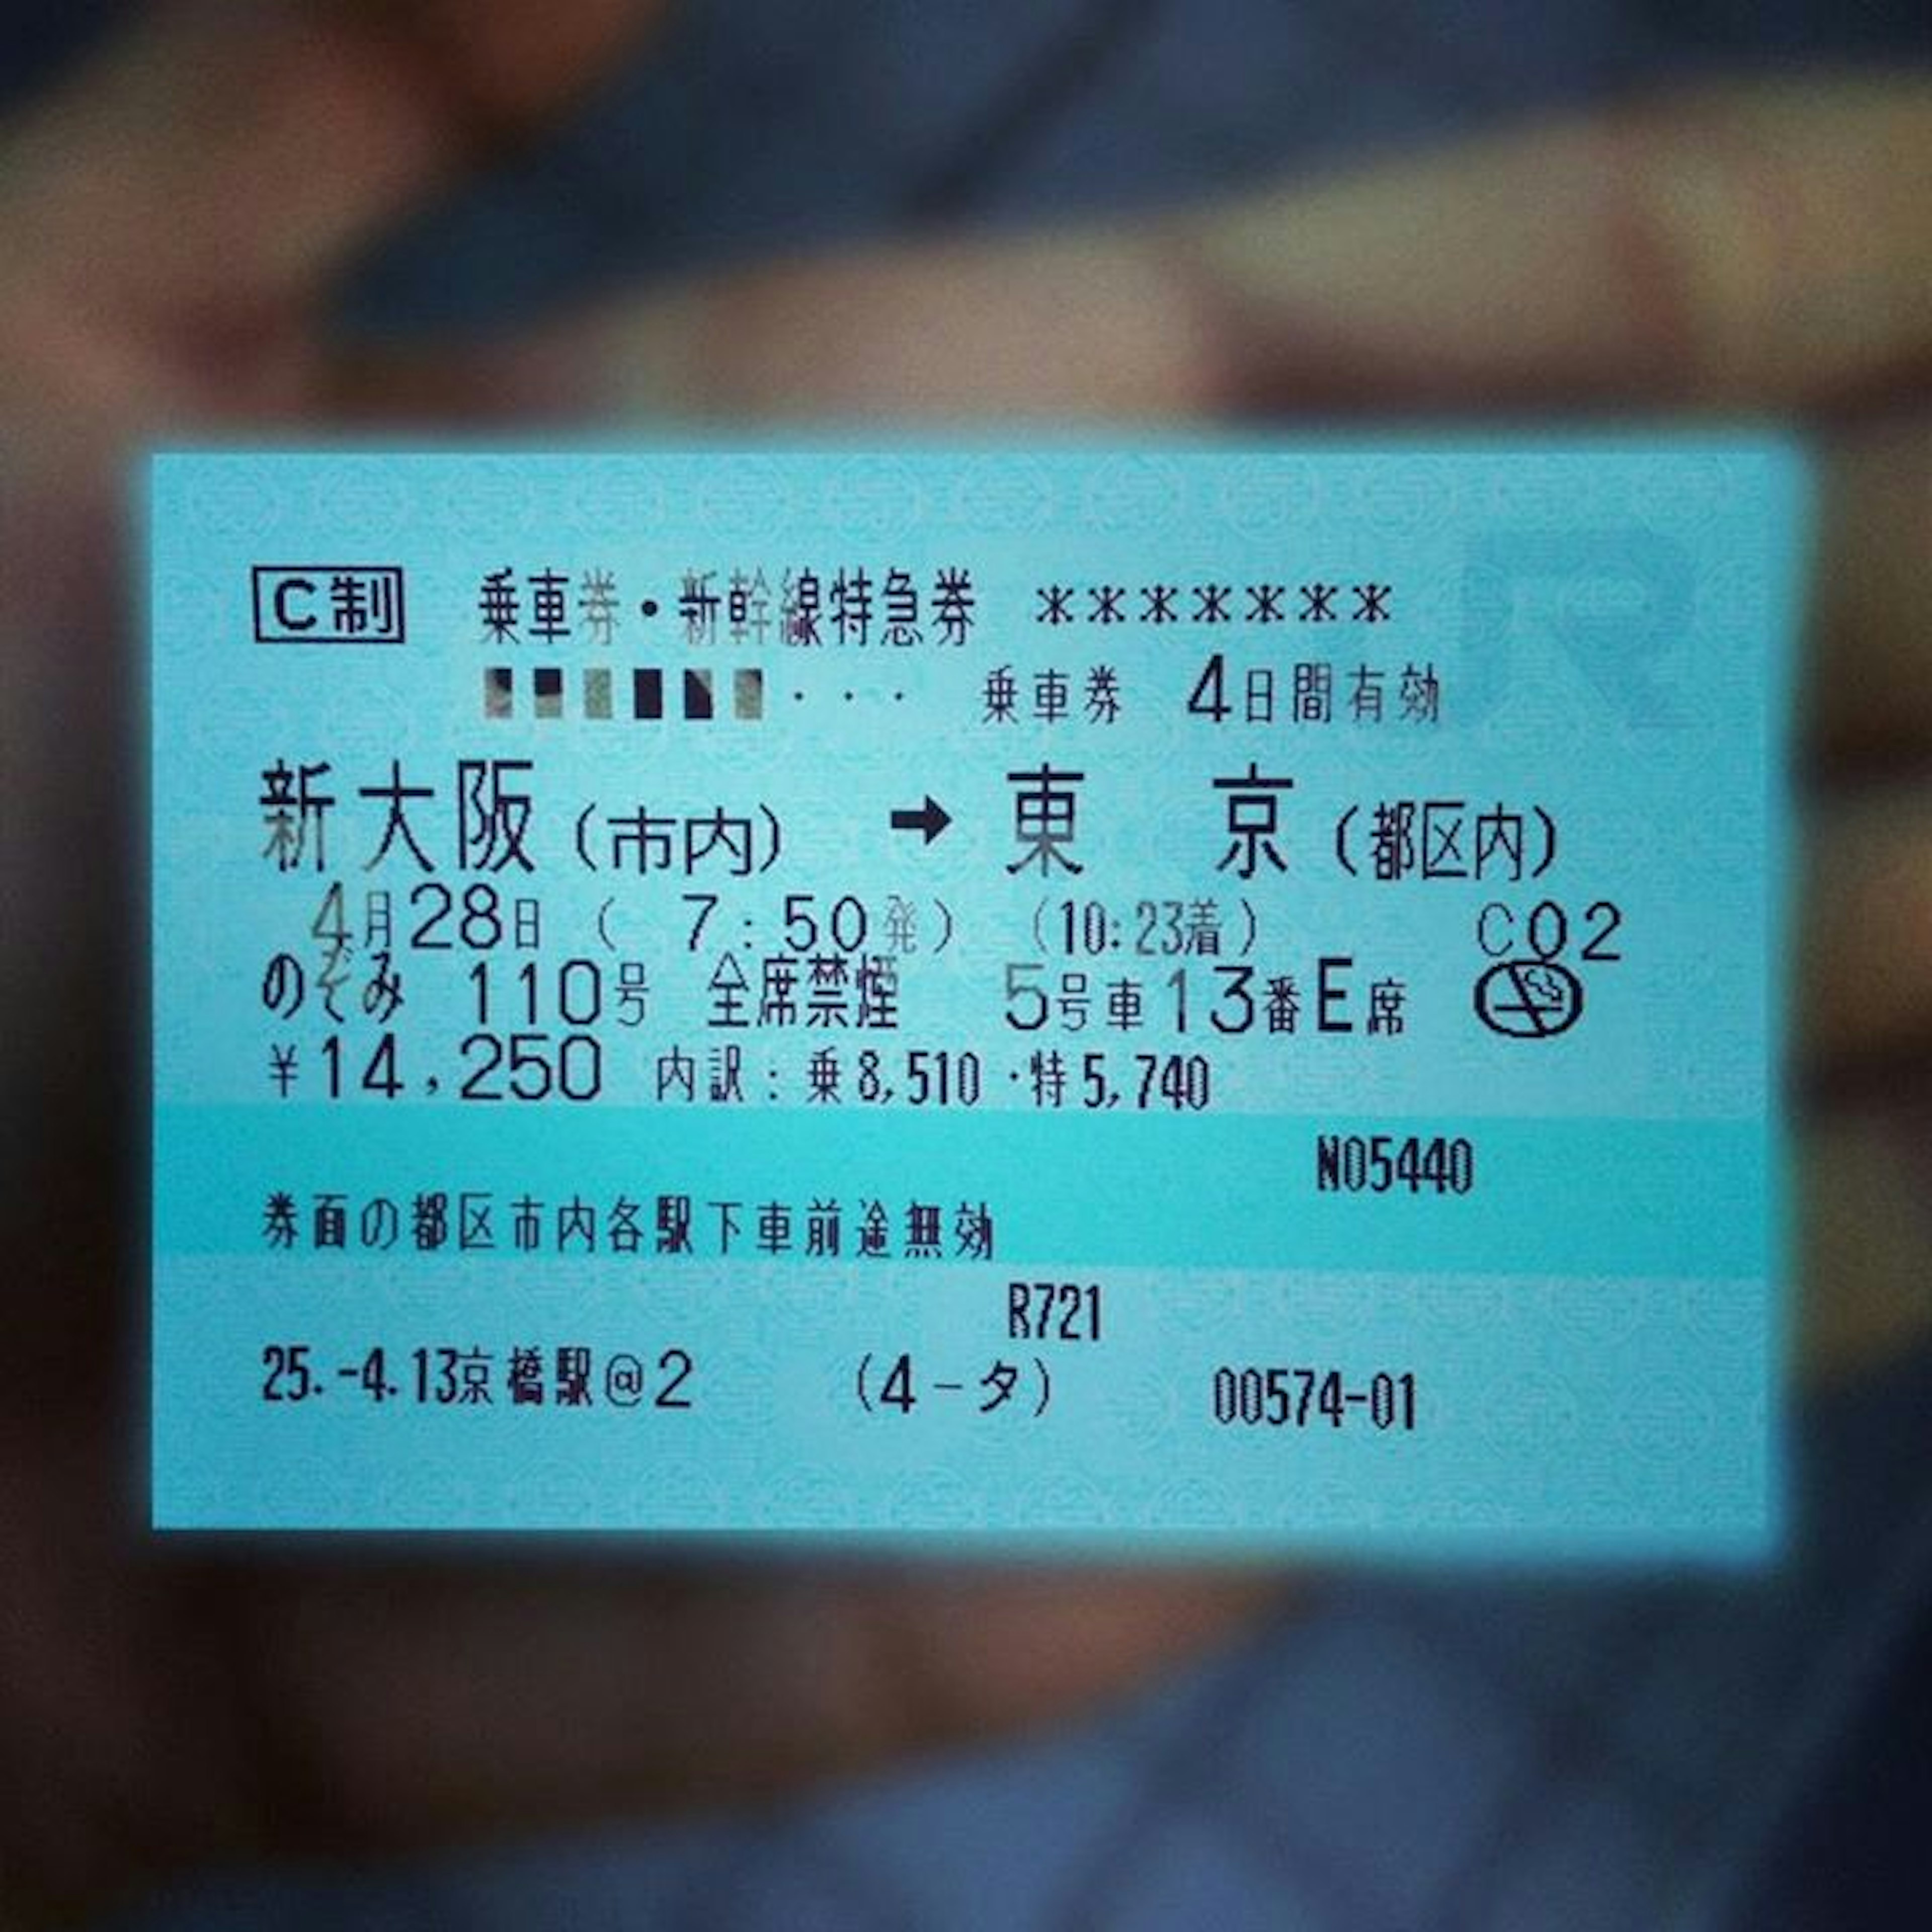 C制 乗車券・新幹線特急券 *******
乗車券 4日間有効
新大阪(市内) ➡ 東京(都区内)
4月28日 ( 7:50発) (10:23着) C02
のぞみ 110号 全席禁煙 5号車13番E席
¥14,250 内訳:乗8,510・特5,740
N05440
券面の都区市内各駅下車前途無効
R721
25.-4.13京橋駅@2 (4-タ) 00574-01